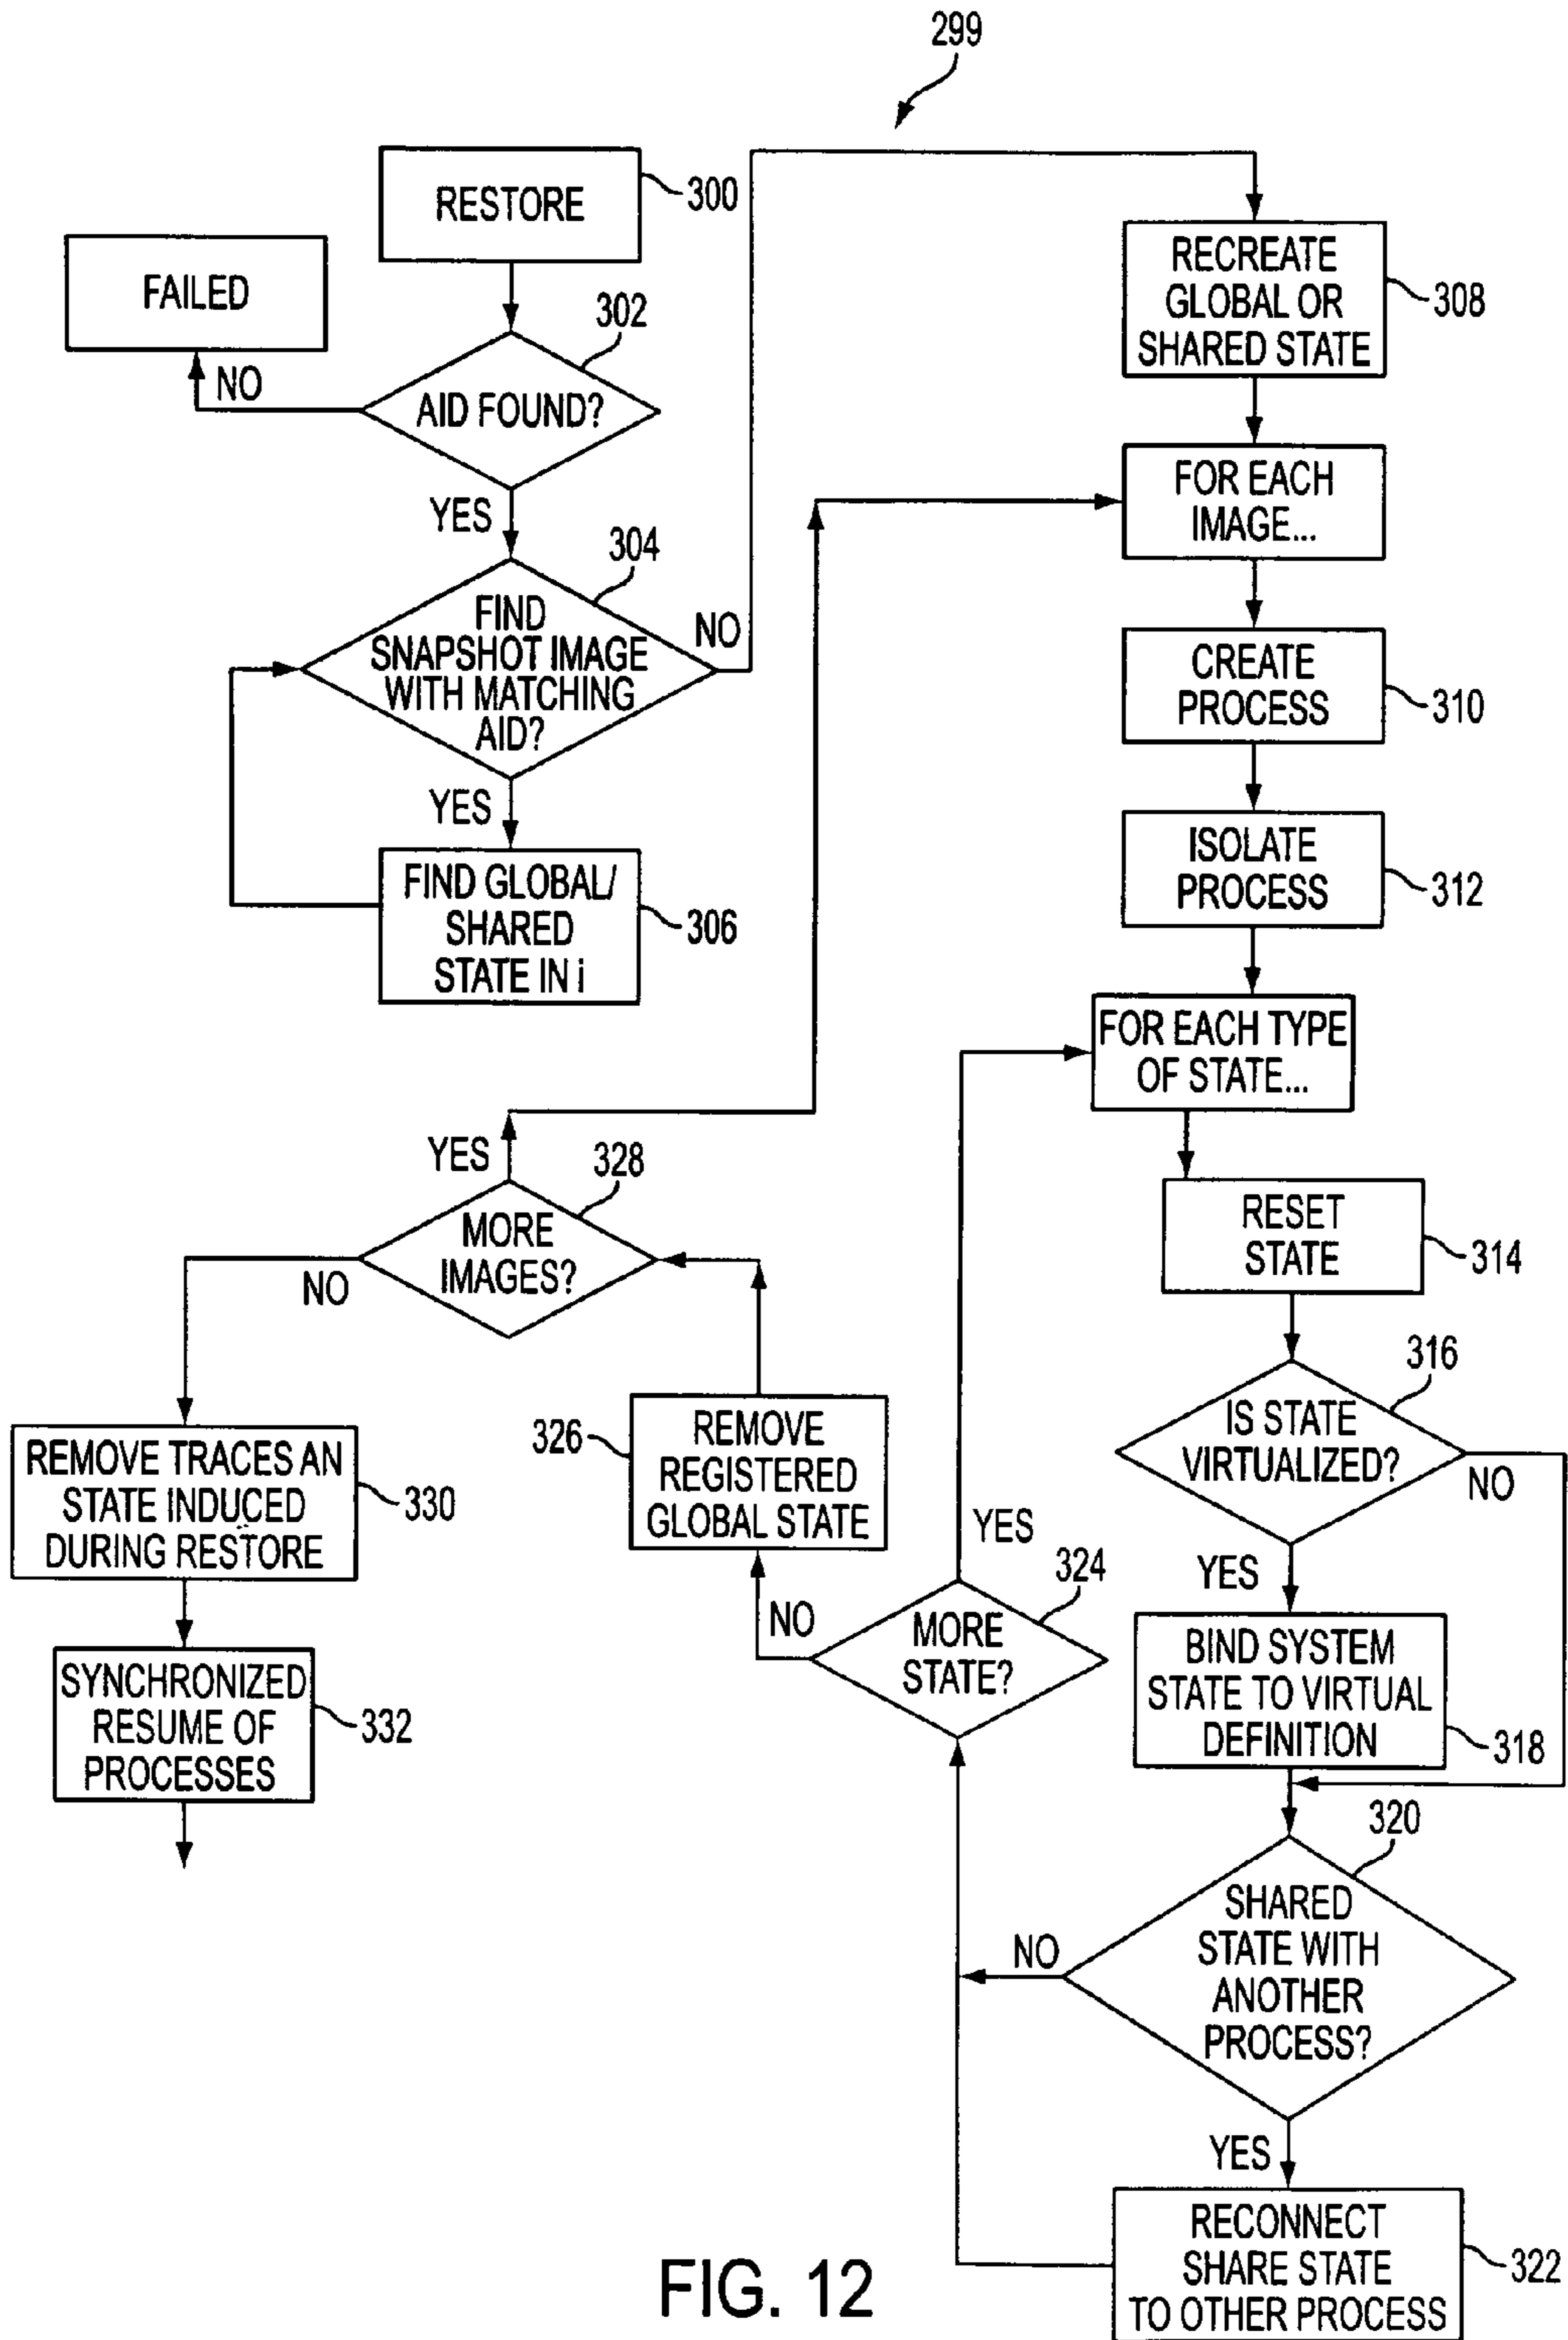 299
RESTORE
300
FAILED
302
NO
AID FOUND?
YES
304
FIND
SNAPSHOT IMAGE
WITH MATCHING
AID?
NO
YES
FIND GLOBAL/
SHARED
STATE IN i
306
RECREATE
GLOBAL OR
SHARED STATE
308
FOR EACH
IMAGE...
CREATE
PROCESS
310
ISOLATE
PROCESS
312
FOR EACH TYPE
OF STATE...
RESET
STATE
314
316
IS STATE
VIRTUALIZED?
NO
YES
BIND SYSTEM
STATE TO VIRTUAL
DEFINITION
318
320
SHARED
STATE WITH
ANOTHER
PROCESS?
NO
YES
RECONNECT
SHARE STATE
TO OTHER PROCESS
322
324
MORE
STATE?
YES
NO
326
REMOVE
REGISTERED
GLOBAL STATE
328
MORE
IMAGES?
YES
NO
REMOVE TRACES AN
STATE INDUCED
DURING RESTORE
330
SYNCHRONIZED
RESUME OF
PROCESSES
332
FIG. 12